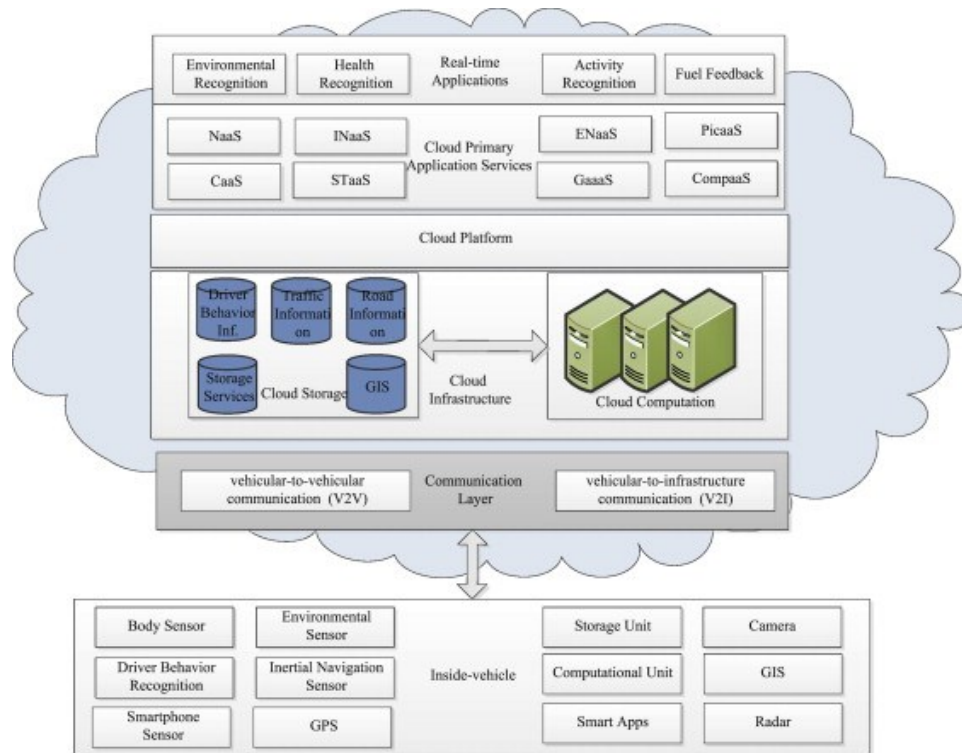 Environmental
Recognition
Health
Recognition
Real-time
Applications
Activity
Recognition
Fuel Feedback
NaaS
INaaS
Cloud Primary
Application Services
ENaaS
PicaaS
CaaS
STaaS
GaaaS
CompaaS
Cloud Platform
Driver
Behavior
Inf.
Traffic
Informati
on
Road
Informati
on
Storage
Services
Cloud Storage
GIS
Cloud
Infrastructure
Cloud Computation
vehicular-to-vehicular
communication (V2V)
Communication
Layer
vehicular-to-infrastructure
communication (V2I)
Body Sensor
Environmental
Sensor
Storage Unit
Camera
Driver Behavior
Recognition
Inertial Navigation
Sensor
Inside-vehicle
Computational Unit
GIS
Smartphone
Sensor
GPS
Smart Apps
Radar